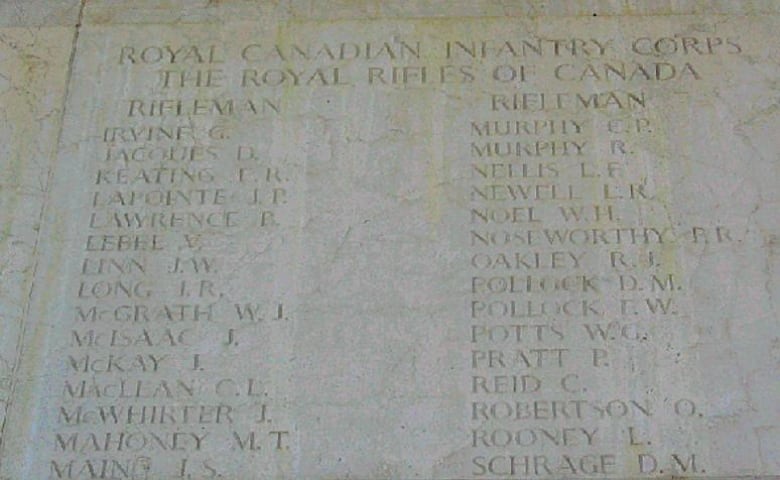 ROYAL CANADIAN INFANTRY CORPS
THE ROYAL RIFLES OF CANADA
RIFLEMAN
IRVINE G.
JACQUES D.
KEATING E.R.
LAPOINTE J.P.
LAWRENCE
LEBEL V.
LINN J.W.
LONG J.R.
McGRATH W.J.
McISAAC J.
McKAY J.
MacLEAN C.L.
McWHIRTER J.
MAHONEY M.T.
J.S.
RIFLEMAN
MURPHY C.P.
MURPHY R.
NELLIS L.F.
NEWELL L.R.
NOEL W.H.
NOSEWORTHY P.R.
OAKLEY R.J.
POLLOCK D.M.
POLLOCK F.W.
POTTS W.G.
PRATT P.
REID C.
ROBERTSON O.
ROONEY L.
SCHRAGE D.M.